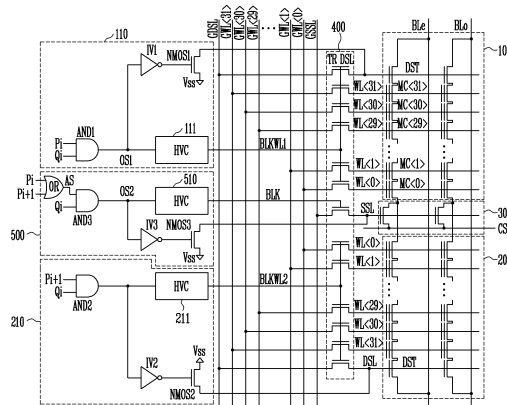 GDSL
GWL<31>
GWL<30>
GWL<29>
GWL<1>
GWL<0>
GSSL
BLe
BLo
110
IV1
NMOS1
Vss
400
TR DSL
DST
10
WL<31>
MC<31>
WL<30>
MC<30>
WL<29>
MC<29>
AND1
Pi
Qi
111
HVC
OS1
BLKWL1
WL<1>
MC<1>
WL<0>
MC<0>
Pi
Pi+1
OR
AS
Qi
AND3
OS2
510
HVC
BLK
SSL
30
CS
IV3
NMOS3
Vss
500
WL<0>
WL<1>
20
Pi+1
Qi
AND2
HVC
211
BLKWL2
210
WL<29>
WL<30>
WL<31>
IV2
Vss
NMOS2
DSL
DST